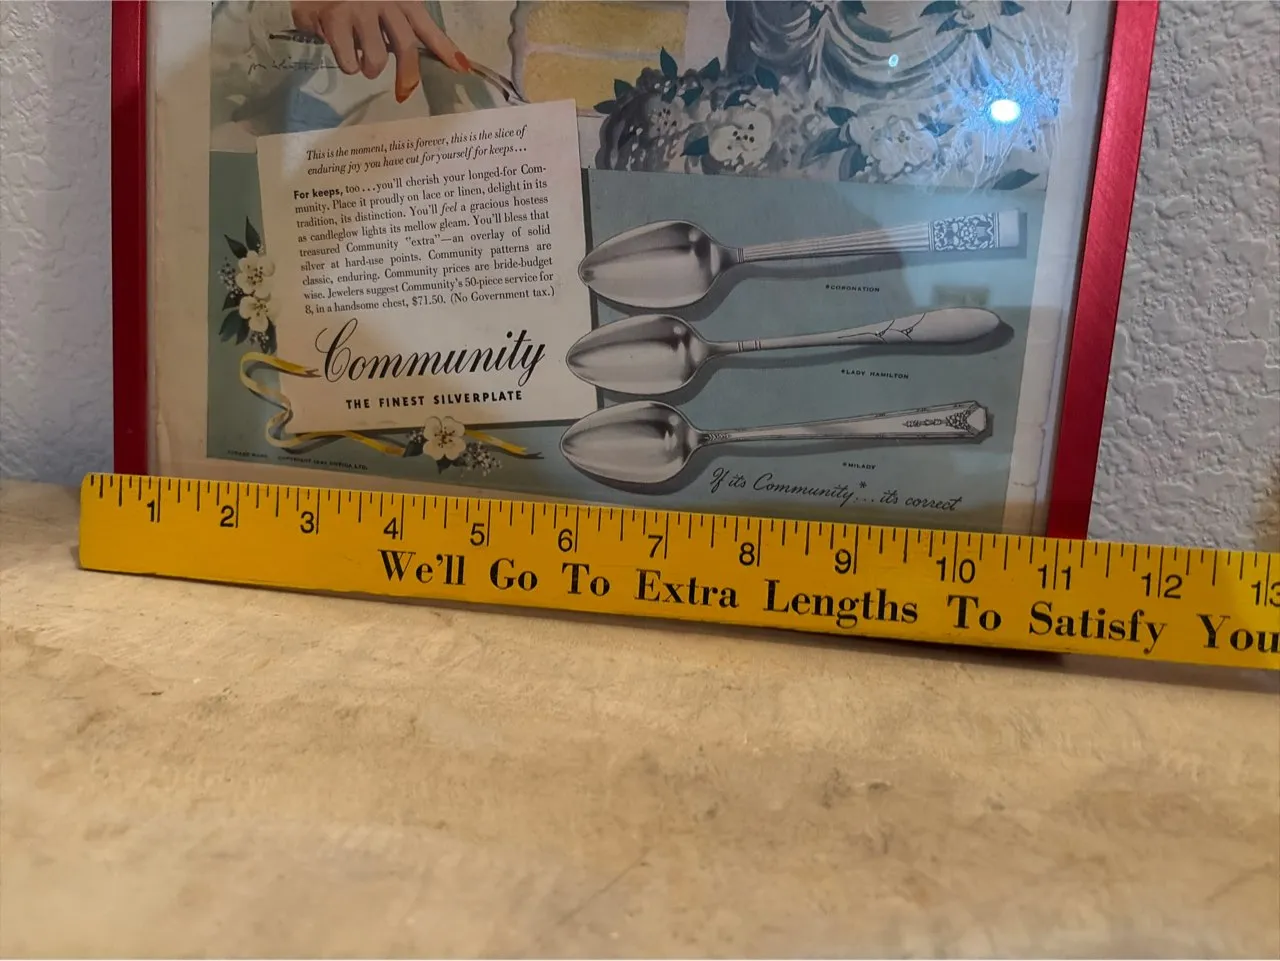 This is the moment, this is forever, this is the slice of
enduring joy you have cut for yourself for keeps...
For keeps, too...you'll cherish your longed-for Com-
munity. Place it proudly on lace or linen, delight in its
tradition, its distinction. You'll feel a gracious hostess
as candleglow lights its mellow gleam. You'll bless that
treasured Community "extra"—an overlay of solid
silver at hard-use points. Community patterns are
classic, enduring. Community prices are bride-budget
wise. Jewelers suggest Community's 50-piece service for
8, in a handsome chest, $71.50. (No Government tax.)
Community
THE FINEST SILVERPLATE
*CORONATION
*LADY HAMILTON
*MILADY
If it's Community*... it's correct
1 2 3 4 5 6 7 8 9 10 11 12 13
We'll Go To Extra Lengths To Satisfy You